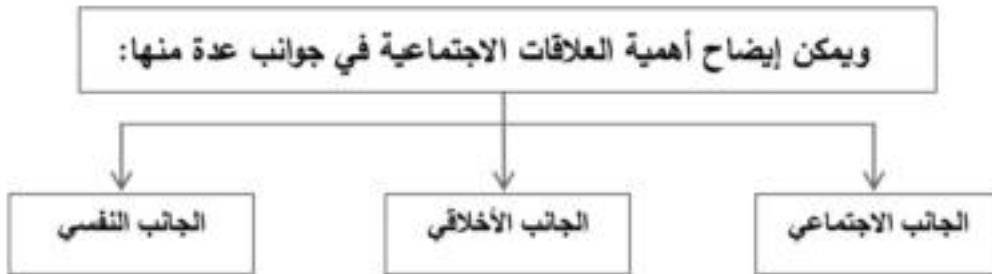 ويمكن إيضاح أهمية العلاقات الاجتماعية في جوانب عدة منها:
الجانب الاجتماعي
الجانب الأخلاقي
الجانب النفسي